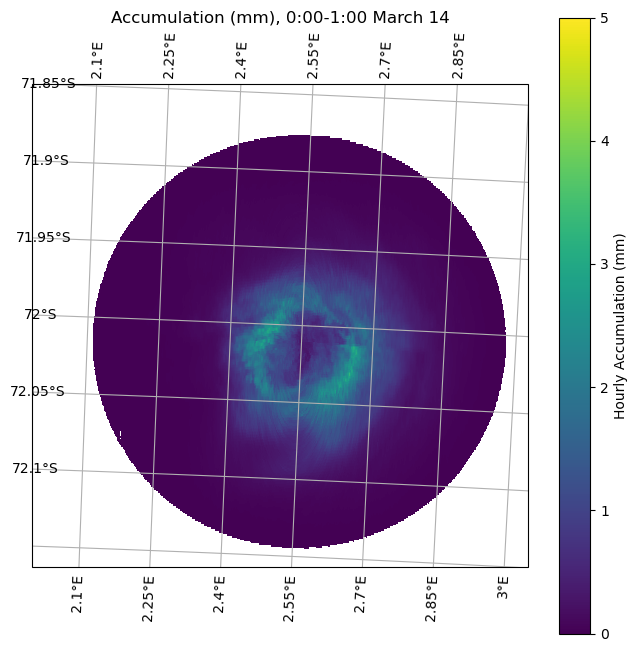 Accumulation (mm), 0:00-1:00 March 14
2.1°E 2.25°E 2.4°E 2.55°E 2.7°E 2.85°E
71.85°S
71.9°S
71.95°S
72°S
72.05°S
72.1°S
2.1°E 2.25°E 2.4°E 2.55°E 2.7°E 2.85°E 3°E
5
4
3
2
1
0
Hourly Accumulation (mm)